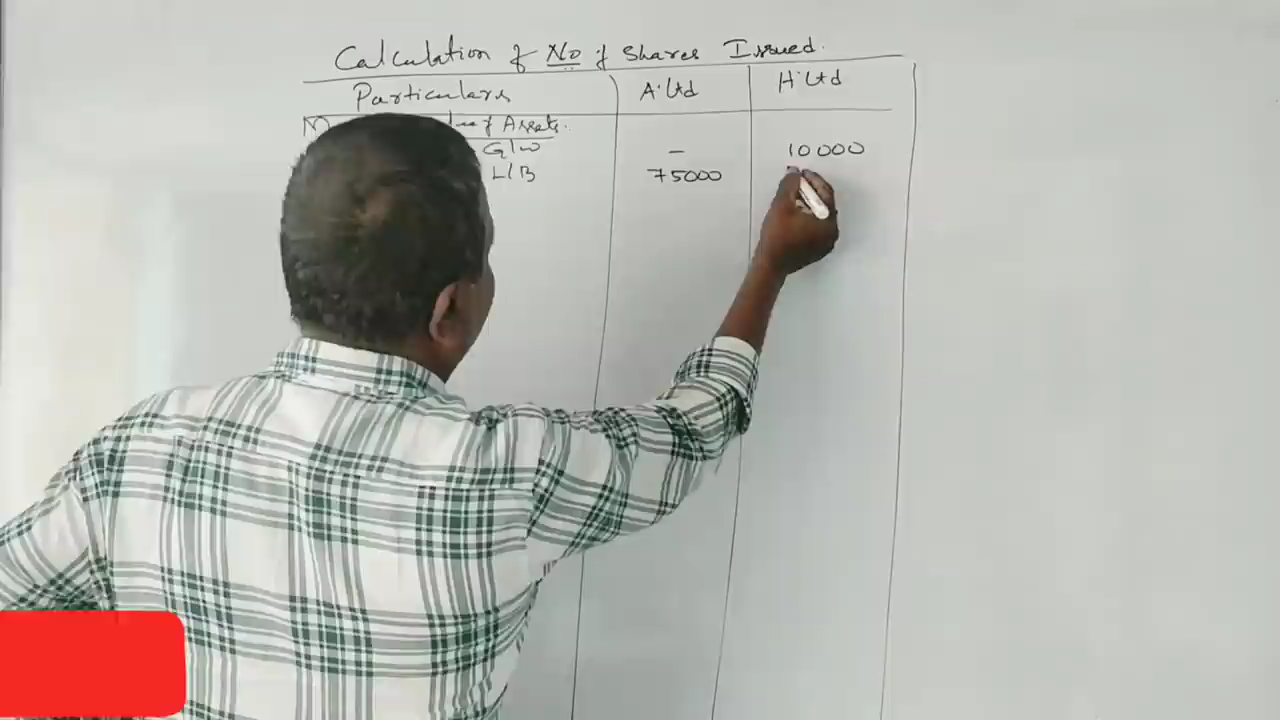 Calculation of No of Shares Issued.
Particulars A. Ltd H. Ltd
of Assets.
G/W — 10000
L/B 75000